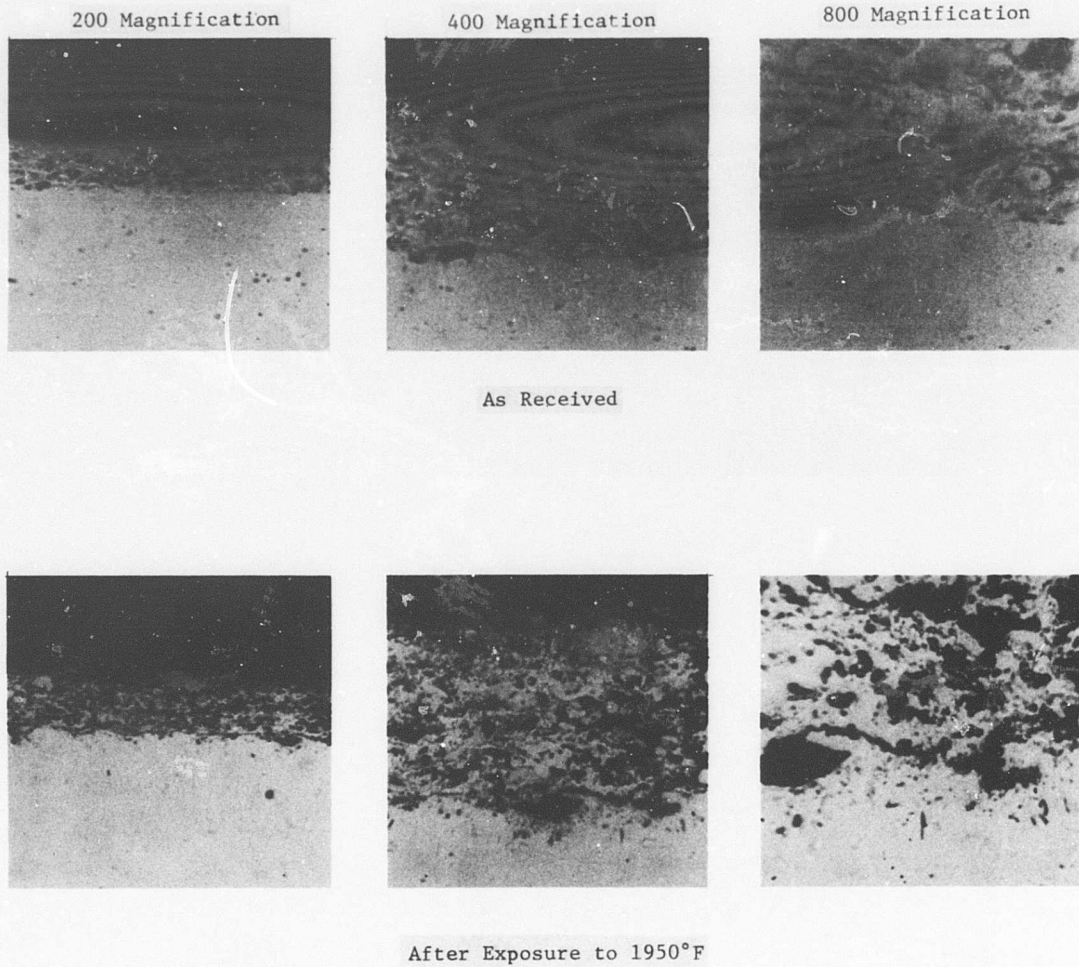 200 Magnification
400 Magnification
800 Magnification
As Received
After Exposure to 1950°F